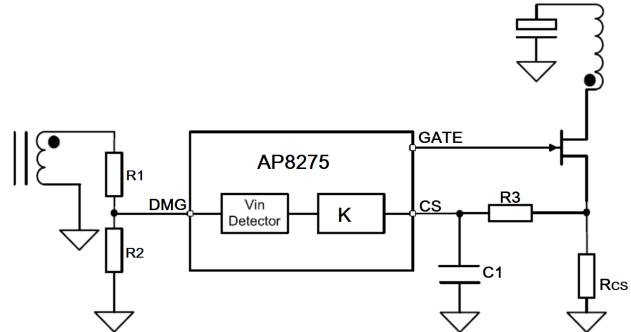 GATE
AP8275
R1
DMG
Vin
Detector
K
CS
R3
R2
C1
RCS